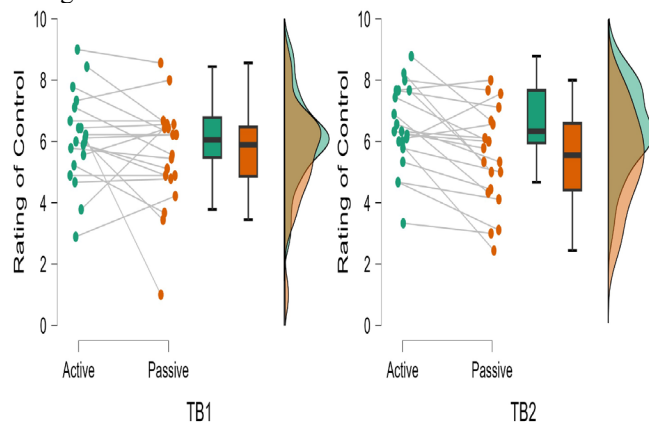 10
8
6
4
2
0
Rating of Control
Active
Passive
TB1
10
8
6
4
2
0
Rating of Control
Active
Passive
TB2